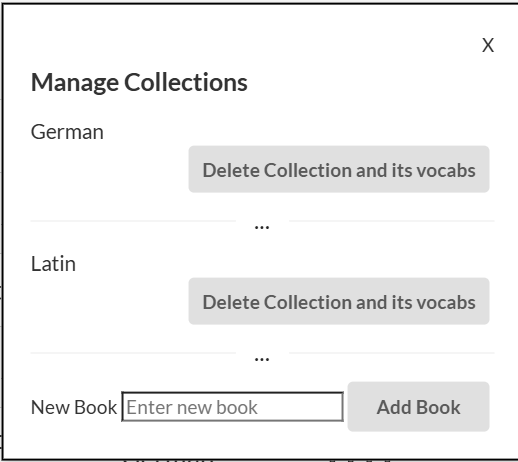 X
Manage Collections
German
Delete Collection and its vocabs
...
Latin
Delete Collection and its vocabs
...
New Book Enter new book Add Book